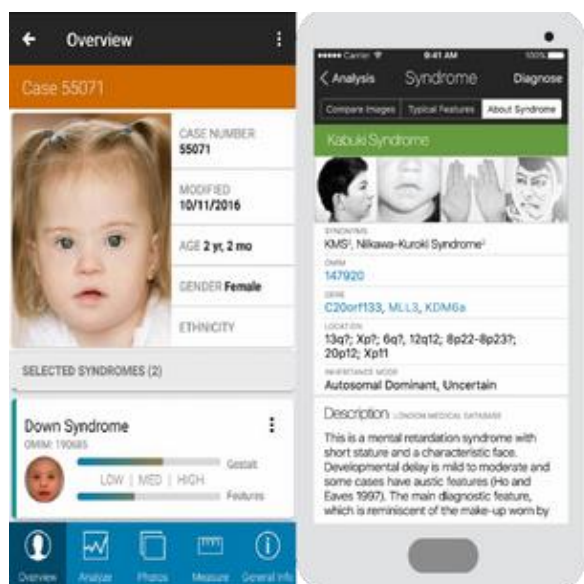 Overview
Case 55071
CASE NUMBER
55071
MODIFIED
10/11/2016
AGE 2 yr, 2 mo
GENDER Female
ETHNICITY
SELECTED SYNDROMES (2)
Down Syndrome
OMIM: 190685
Gestalt
LOW | MED | HIGH
Features
Overview
Analyze
Photos
Measure
General Info
Carrier
9:41 AM
100%
Analysis
Syndrome
Diagnose
Compare Images
Typical Features
About Syndrome
Kabuki Syndrome
SYNONYMS
KMS¹, Niikawa-Kuroki Syndrome²
OMIM
147920
GENE
C20orf133, MLL3, KDM6a
LOCATION
13q?; Xp?; 6q?, 12q12; 8p22-8p23?;
20p12; Xp11
INHERITANCE MODE
Autosomal Dominant, Uncertain
Description LONDON MEDICAL DATABASE
This is a mental retardation syndrome with
short stature and a characteristic face.
Developmental delay is mild to moderate and
some cases have austic features (Ho and
Eaves 1997). The main diagnostic feature,
which is reminiscent of the make-up worn by